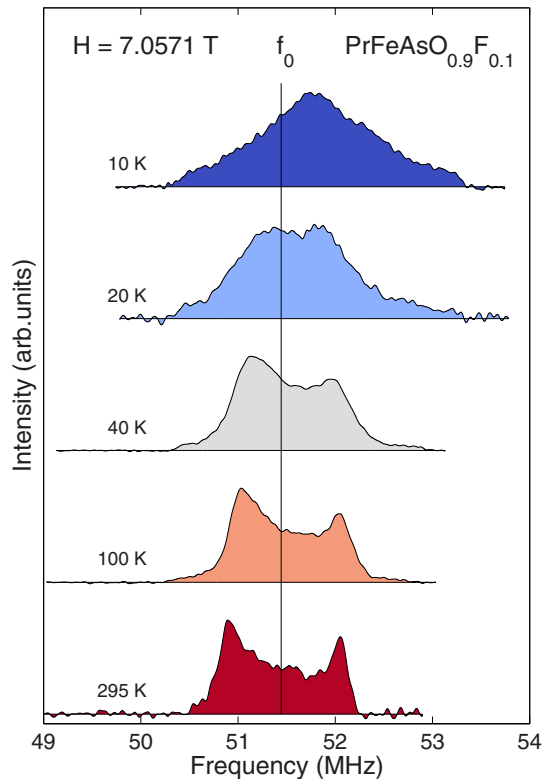 H = 7.0571 T f₀ PrFeAsO₀.₉F₀.₁
10 K
20 K
40 K
100 K
295 K
Intensity (arb.units)
49 50 51 52 53 54
Frequency (MHz)